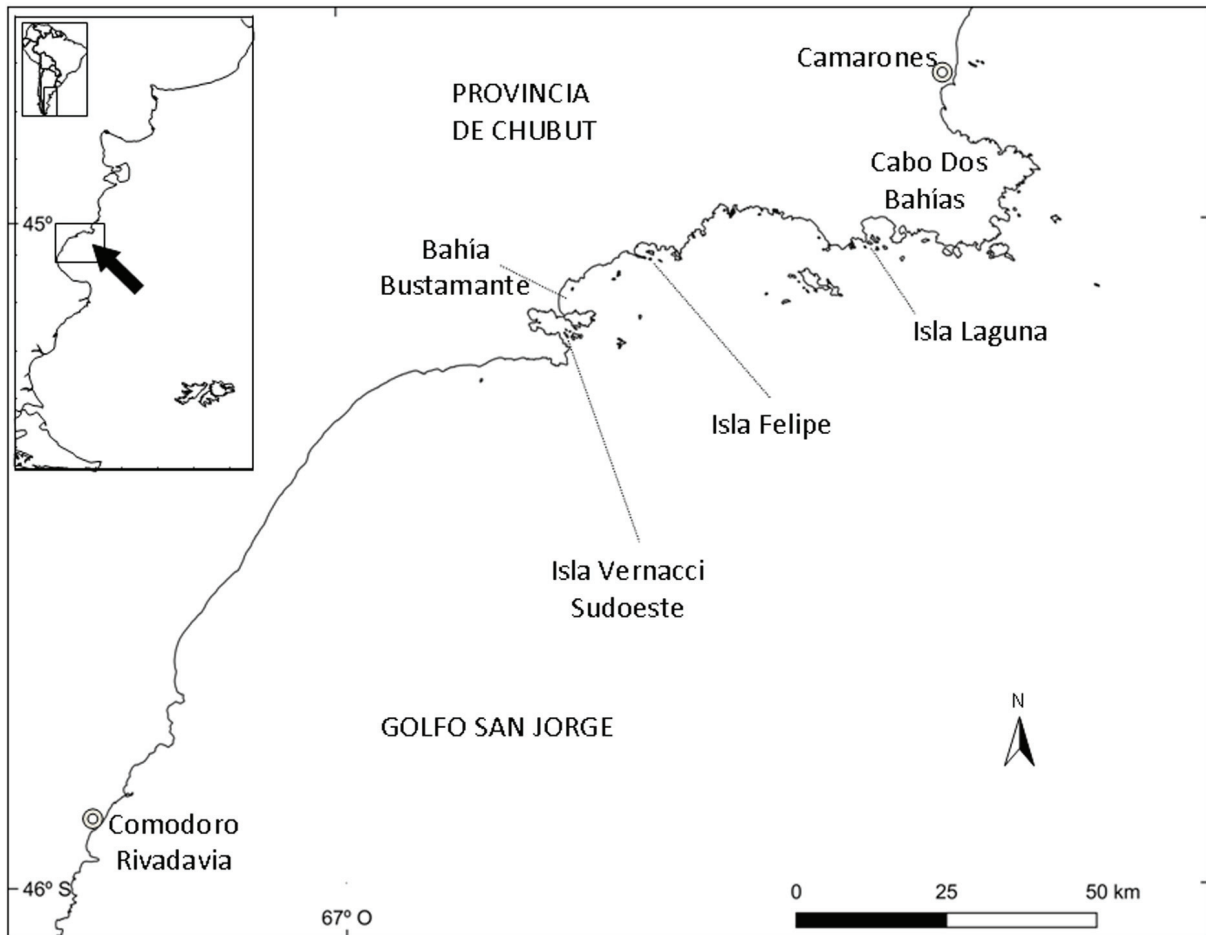 Camarones
PROVINCIA
DE CHUBUT
Cabo Dos
Bahías
45º
Bahía
Bustamante
Isla Laguna
Isla Felipe
Isla Vernacci
Sudoeste
N
GOLFO SAN JORGE
Comodoro
Rivadavia
46º S
67º O
0 25 50 km